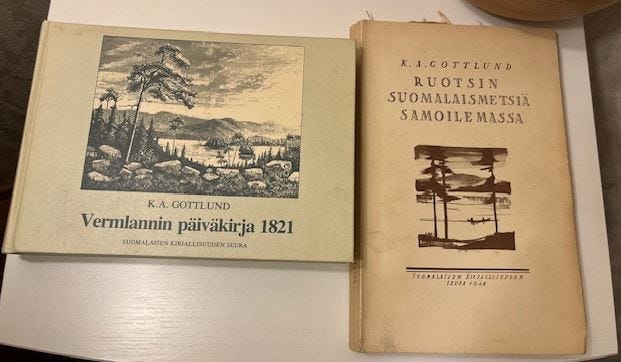 K.A. GOTTLUND
Vermlannin päiväkirja 1821
SUOMALAISEN KIRJALLISUUDEN SEURA
K.A.GOTTLUND
RUOTSIN
SUOMALAISMETSIÄ
SAMOILEMASSA
SUOMALAISEN KIRJALLISUUDEN
SEURA